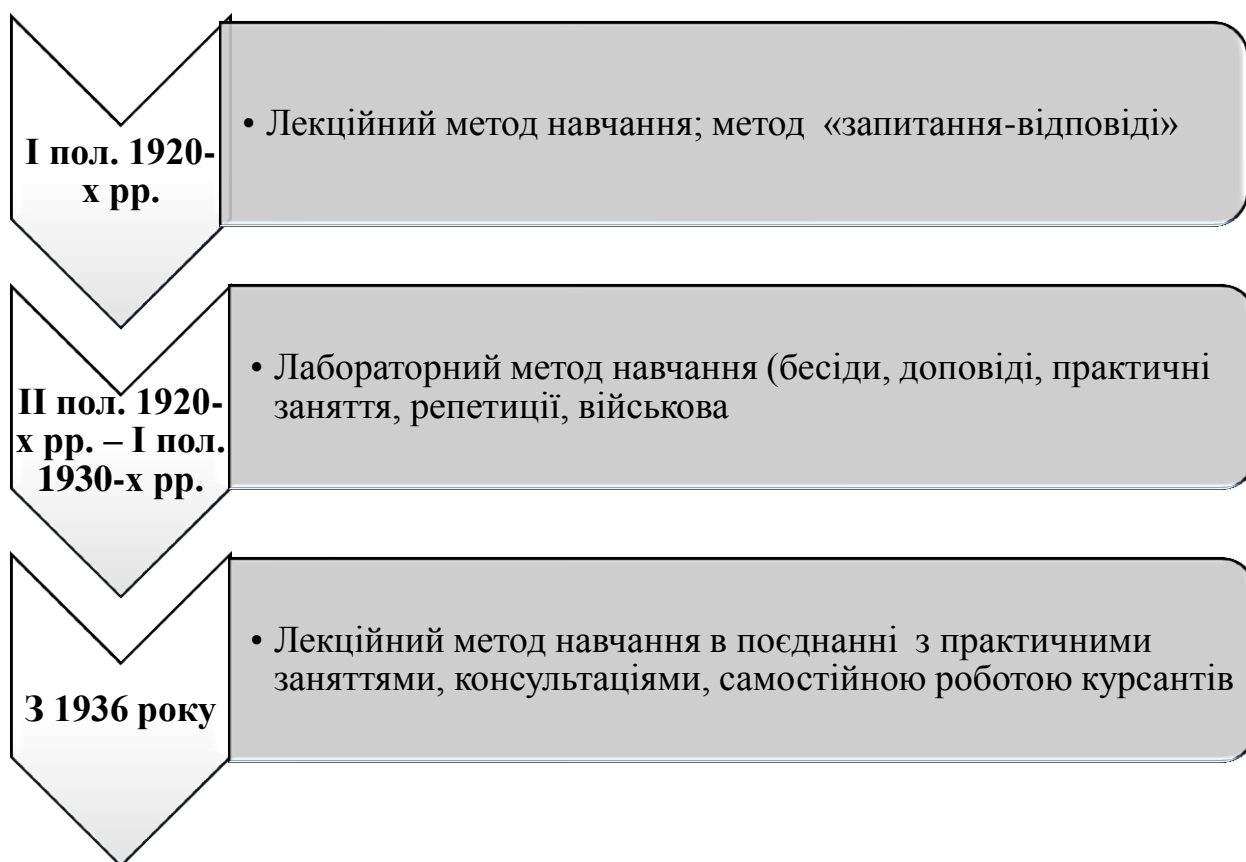 І пол. 1920-
х рр.
• Лекційний метод навчання; метод «запитання-відповіді»
ІІ пол. 1920-
х рр. – І пол.
1930-х рр.
• Лабораторний метод навчання (бесіди, доповіді, практичні
заняття, репетиції, військова
З 1936 року
• Лекційний метод навчання в поєднанні з практичними
заняттями, консультаціями, самостійною роботою курсантів